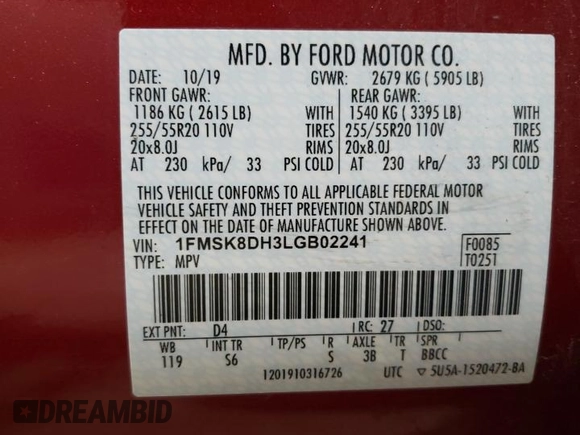 MFD. BY FORD MOTOR CO.
DATE: 10/19 GVWR: 2679 KG ( 5905 LB)
FRONT GAWR: REAR GAWR:
1186 KG ( 2615 LB) WITH 1540 KG ( 3395 LB) WITH
255/55R20 110V TIRES 255/55R20 110V TIRES
20x8.0J RIMS 20x8.0J RIMS
AT 230 kPa/ 33 PSI COLD AT 230 kPa/ 33 PSI COLD
THIS VEHICLE CONFORMS TO ALL APPLICABLE FEDERAL MOTOR
VEHICLE SAFETY AND THEFT PREVENTION STANDARDS IN
EFFECT ON THE DATE OF MANUFACTURE SHOWN ABOVE.
VIN: 1FMSK8DH3LGB02241 F0085
TYPE: MPV T0251
EXT PNT: D4 RC: 27 DSO:
WB INT TR TP/PS R AXLE TR SPR
119 S6 S 3B T BBCC
1201910316726 UTC ▽ 5U5A-1520472-BA
DREAMBID